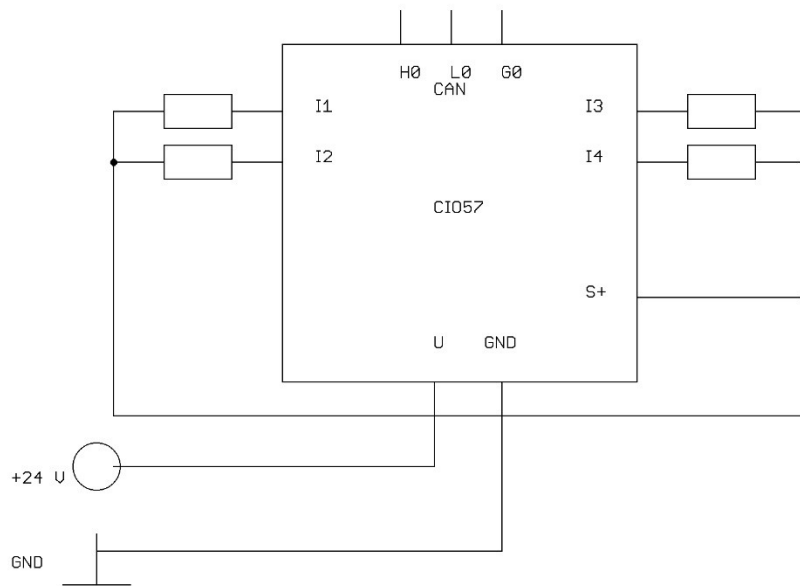 H0 L0 G0
CAN
I1 I3
I2 I4
CIO57
S+
U GND
+24 V
GND